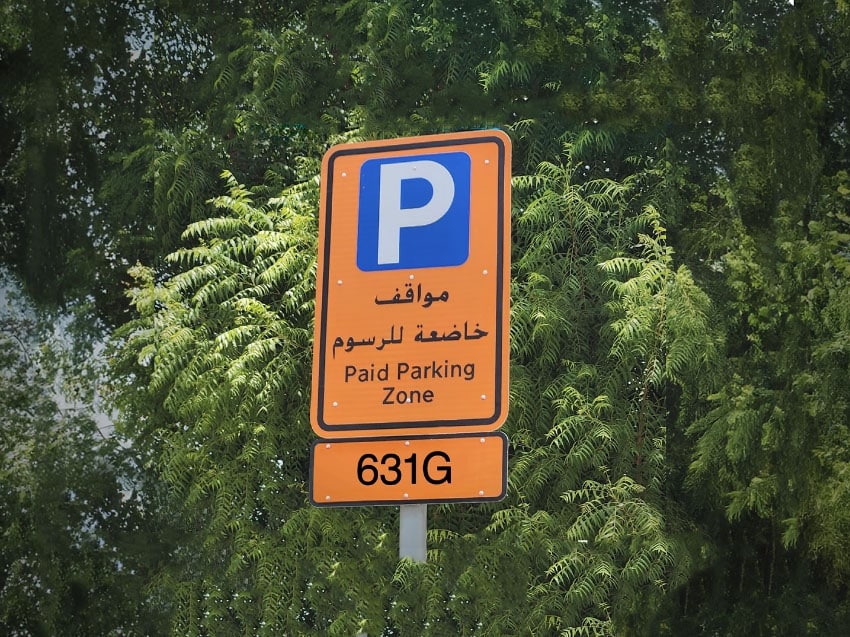 P
مواقف
خاضعة للرسوم
Paid Parking
Zone
631G